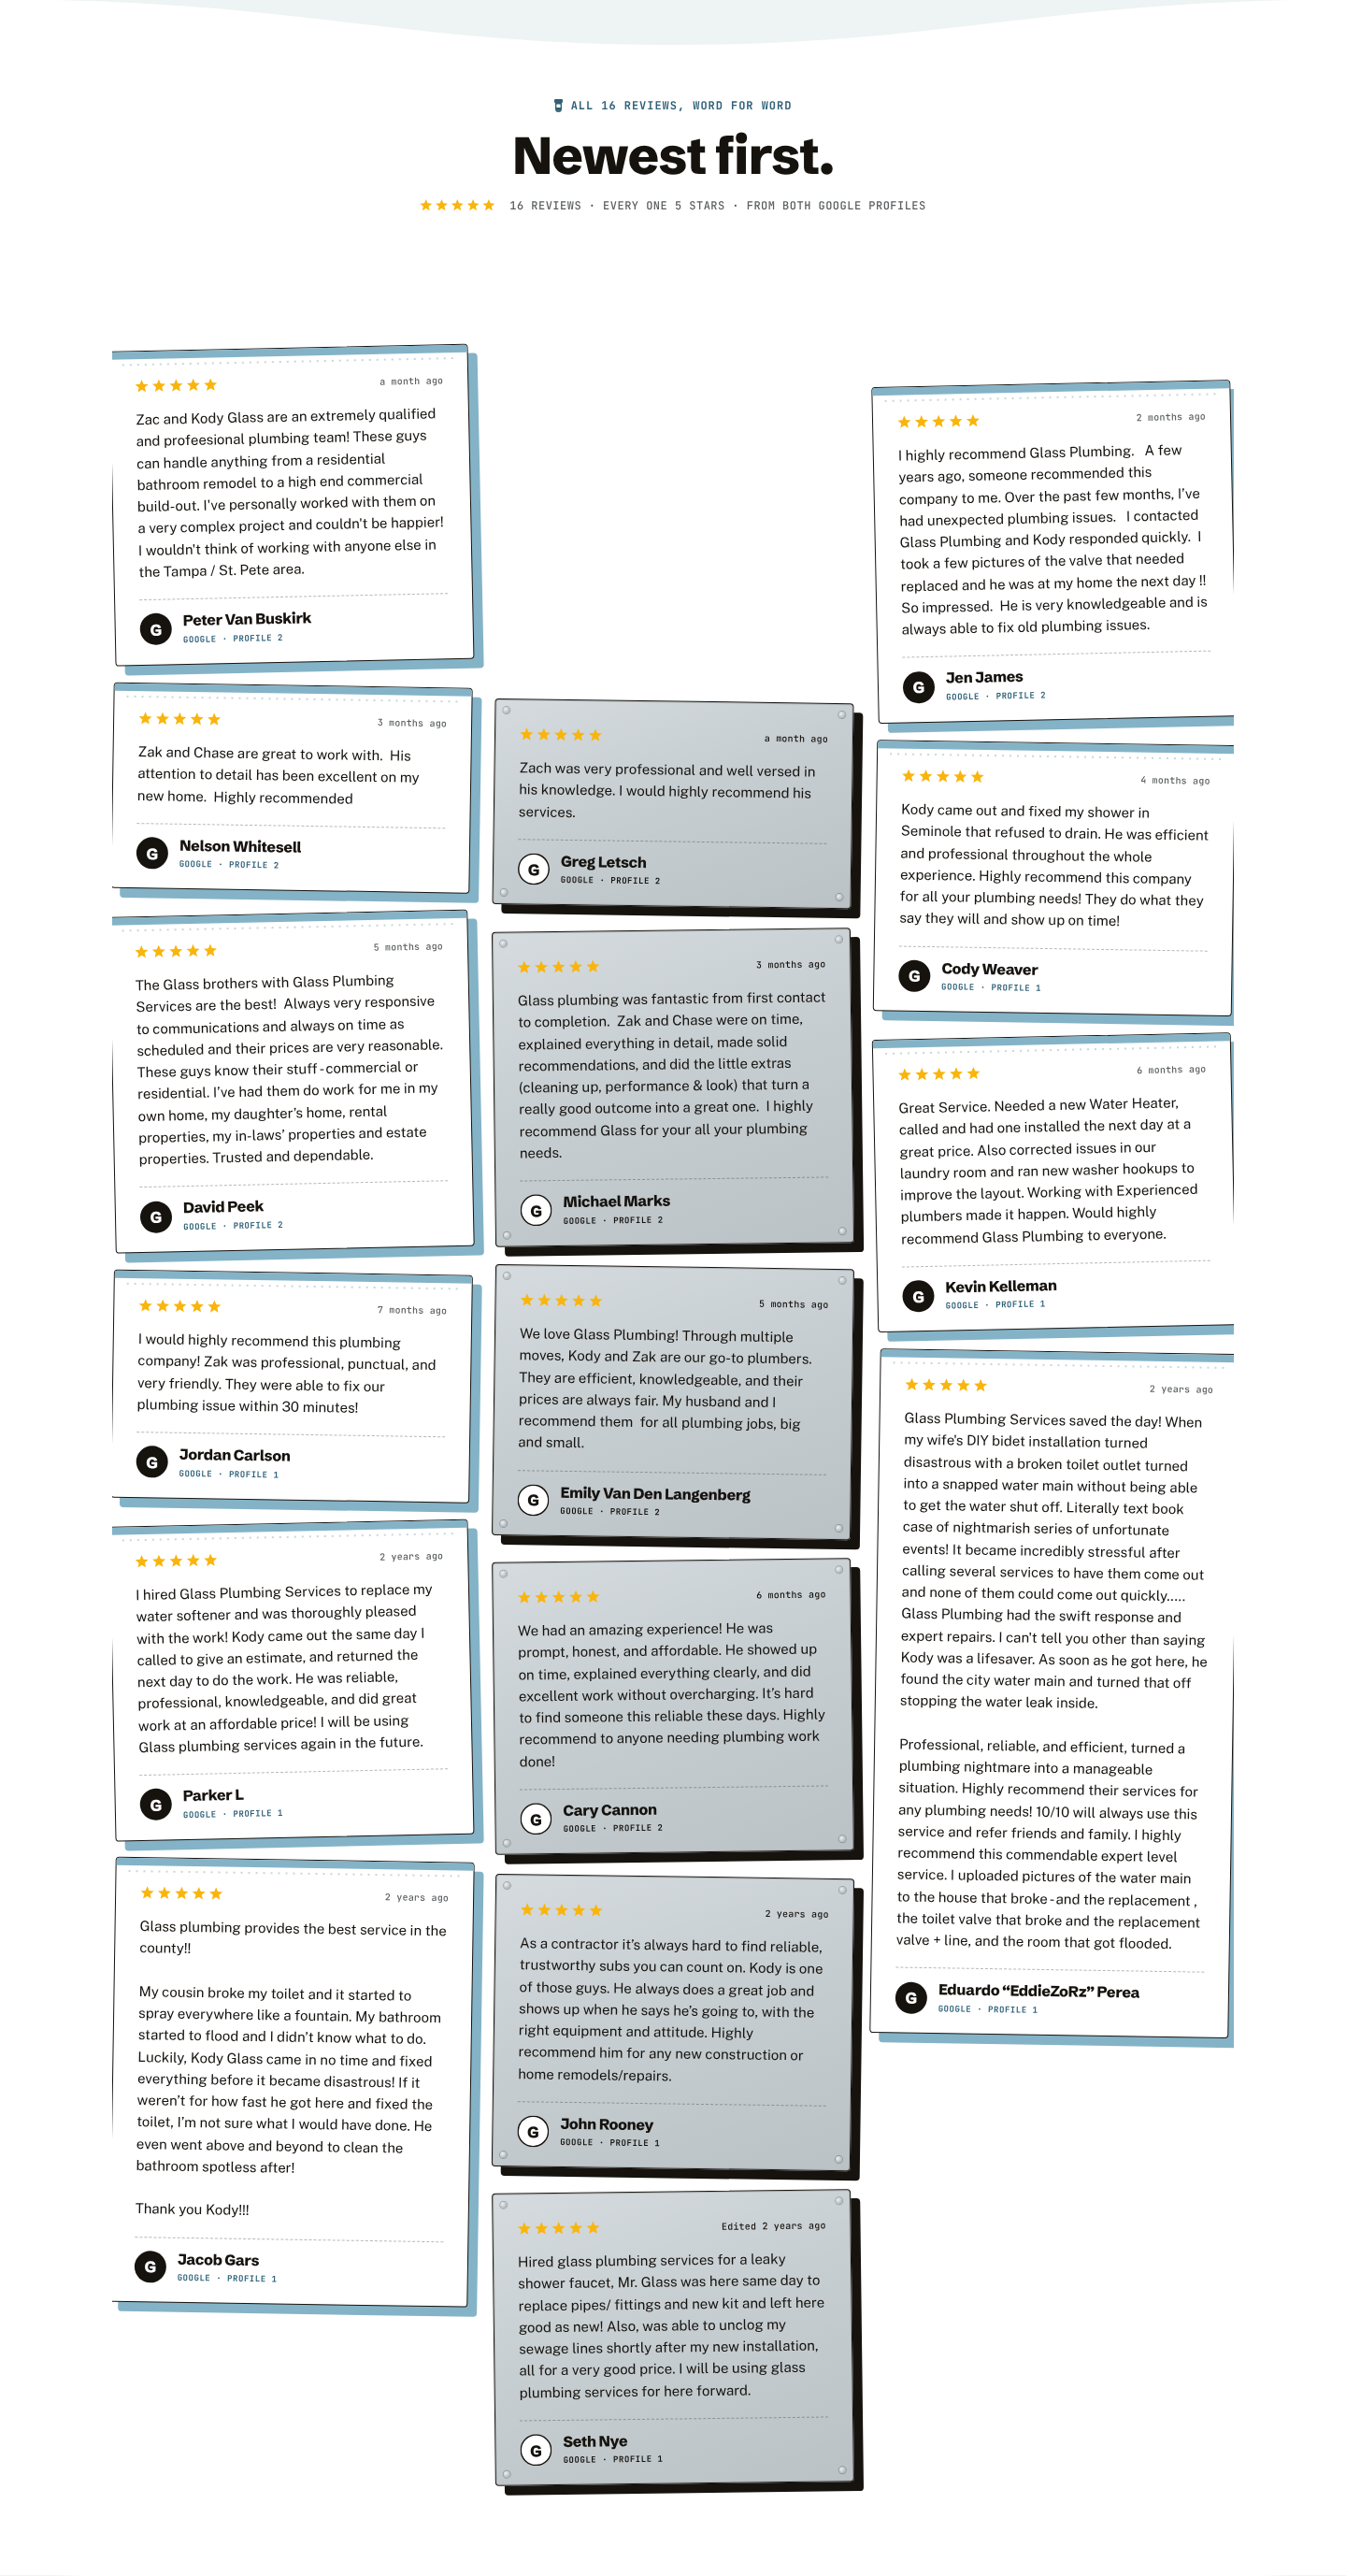 ALL 16 REVIEWS, WORD FOR WORD
Newest first.
16 REVIEWS · EVERY ONE 5 STARS · FROM BOTH GOOGLE PROFILES
a month ago
Zac and Kody Glass are an extremely qualified
and profeesional plumbing team! These guys
can handle anything from a residential
bathroom remodel to a high end commercial
build-out. I've personally worked with them on
a very complex project and couldn't be happier!
I wouldn't think of working with anyone else in
the Tampa / St. Pete area.
G
Peter Van Buskirk
GOOGLE · PROFILE 2
3 months ago
Zak and Chase are great to work with.  His
attention to detail has been excellent on my
new home.  Highly recommended
G
Nelson Whitesell
GOOGLE · PROFILE 2
5 months ago
The Glass brothers with Glass Plumbing
Services are the best!  Always very responsive
to communications and always on time as
scheduled and their prices are very reasonable.
These guys know their stuff - commercial or
residential. I've had them do work for me in my
own home, my daughter's home, rental
properties, my in-laws' properties and estate
properties. Trusted and dependable.
G
David Peek
GOOGLE · PROFILE 2
7 months ago
I would highly recommend this plumbing
company! Zak was professional, punctual, and
very friendly. They were able to fix our
plumbing issue within 30 minutes!
G
Jordan Carlson
GOOGLE · PROFILE 1
2 years ago
I hired Glass Plumbing Services to replace my
water softener and was thoroughly pleased
with the work! Kody came out the same day I
called to give an estimate, and returned the
next day to do the work. He was reliable,
professional, knowledgeable, and did great
work at an affordable price! I will be using
Glass plumbing services again in the future.
G
Parker L
GOOGLE · PROFILE 1
2 years ago
Glass plumbing provides the best service in the
county!!
My cousin broke my toilet and it started to
spray everywhere like a fountain. My bathroom
started to flood and I didn't know what to do.
Luckily, Kody Glass came in no time and fixed
everything before it became disastrous! If it
weren't for how fast he got here and fixed the
toilet, I'm not sure what I would have done. He
even went above and beyond to clean the
bathroom spotless after!
Thank you Kody!!!
G
Jacob Gars
GOOGLE · PROFILE 1
a month ago
Zach was very professional and well versed in
his knowledge. I would highly recommend his
services.
G
Greg Letsch
GOOGLE · PROFILE 2
3 months ago
Glass plumbing was fantastic from first contact
to completion.  Zak and Chase were on time,
explained everything in detail, made solid
recommendations, and did the little extras
(cleaning up, performance & look) that turn a
really good outcome into a great one.  I highly
recommend Glass for your all your plumbing
needs.
G
Michael Marks
GOOGLE · PROFILE 2
5 months ago
We love Glass Plumbing! Through multiple
moves, Kody and Zak are our go-to plumbers.
They are efficient, knowledgeable, and their
prices are always fair. My husband and I
recommend them  for all plumbing jobs, big
and small.
G
Emily Van Den Langenberg
GOOGLE · PROFILE 2
6 months ago
We had an amazing experience! He was
prompt, honest, and affordable. He showed up
on time, explained everything clearly, and did
excellent work without overcharging. It's hard
to find someone this reliable these days. Highly
recommend to anyone needing plumbing work
done!
G
Cary Cannon
GOOGLE · PROFILE 2
2 years ago
As a contractor it's always hard to find reliable,
trustworthy subs you can count on. Kody is one
of those guys. He always does a great job and
shows up when he says he's going to, with the
right equipment and attitude. Highly
recommend him for any new construction or
home remodels/repairs.
G
John Rooney
GOOGLE · PROFILE 1
Edited 2 years ago
Hired glass plumbing services for a leaky
shower faucet, Mr. Glass was here same day to
replace pipes/ fittings and new kit and left here
good as new! Also, was able to unclog my
sewage lines shortly after my new installation,
all for a very good price. I will be using glass
plumbing services for here forward.
G
Seth Nye
GOOGLE · PROFILE 1
2 months ago
I highly recommend Glass Plumbing.   A few
years ago, someone recommended this
company to me. Over the past few months, I've
had unexpected plumbing issues.   I contacted
Glass Plumbing and Kody responded quickly.  I
took a few pictures of the valve that needed
replaced and he was at my home the next day !!
So impressed.  He is very knowledgeable and is
always able to fix old plumbing issues.
G
Jen James
GOOGLE · PROFILE 2
4 months ago
Kody came out and fixed my shower in
Seminole that refused to drain. He was efficient
and professional throughout the whole
experience. Highly recommend this company
for all your plumbing needs! They do what they
say they will and show up on time!
G
Cody Weaver
GOOGLE · PROFILE 1
6 months ago
Great Service. Needed a new Water Heater,
called and had one installed the next day at a
great price. Also corrected issues in our
laundry room and ran new washer hookups to
improve the layout. Working with Experienced
plumbers made it happen. Would highly
recommend Glass Plumbing to everyone.
G
Kevin Kelleman
GOOGLE · PROFILE 1
2 years ago
Glass Plumbing Services saved the day! When
my wife's DIY bidet installation turned
disastrous with a broken toilet outlet turned
into a snapped water main without being able
to get the water shut off. Literally text book
case of nightmarish series of unfortunate
events! It became incredibly stressful after
calling several services to have them come out
and none of them could come out quickly.....
Glass Plumbing had the swift response and
expert repairs. I can't tell you other than saying
Kody was a lifesaver. As soon as he got here, he
found the city water main and turned that off
stopping the water leak inside.
Professional, reliable, and efficient, turned a
plumbing nightmare into a manageable
situation. Highly recommend their services for
any plumbing needs! 10/10 will always use this
service and refer friends and family. I highly
recommend this commendable expert level
service. I uploaded pictures of the water main
to the house that broke - and the replacement ,
the toilet valve that broke and the replacement
valve + line, and the room that got flooded.
G
Eduardo “EddieZoRz” Perea
GOOGLE · PROFILE 1